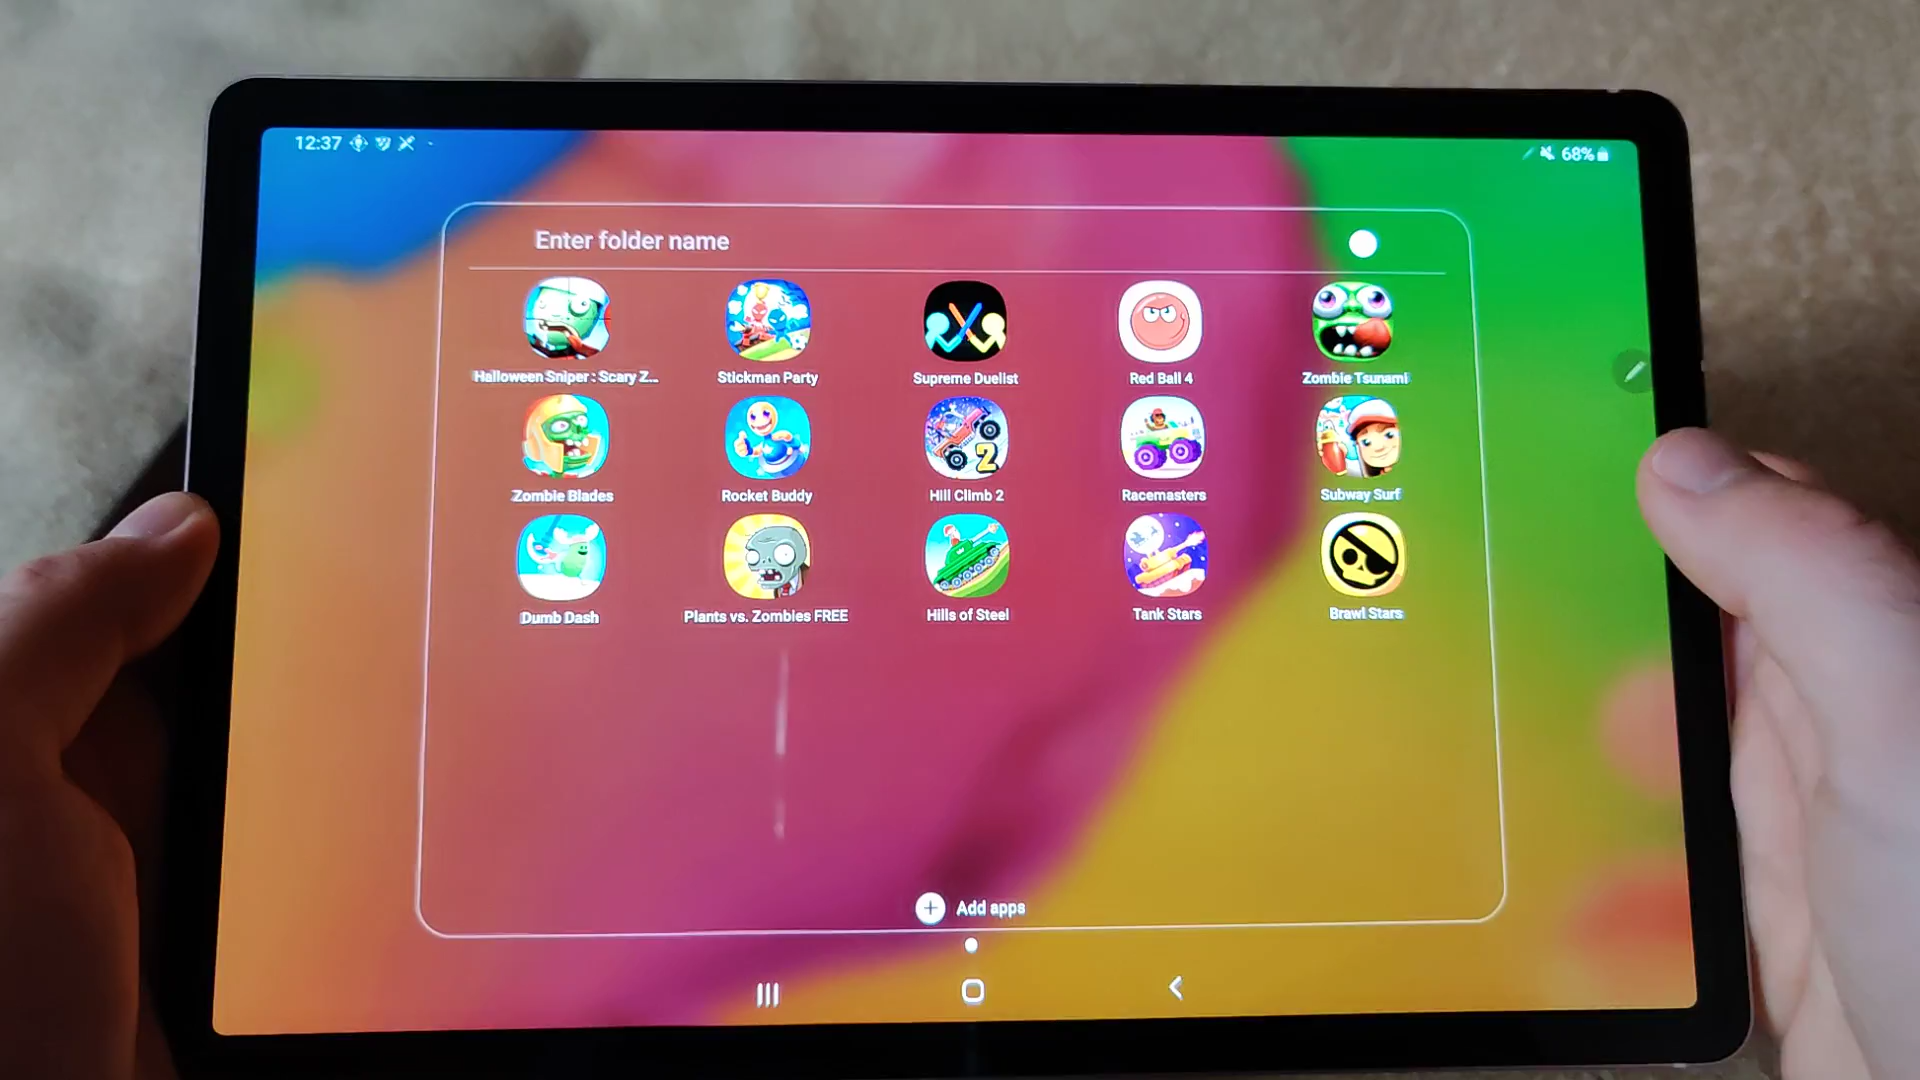 12:37
68%
Enter folder name
Halloween Sniper : Scary Z...
Stickman Party
Supreme Duelist
Red Ball 4
Zombie Tsunami
Zombie Blades
Rocket Buddy
Hill Climb 2
Racemasters
Subway Surf
2
Dumb Dash
Plants vs. Zombies FREE
Hills of Steel
Tank Stars
Brawl Stars
Add apps